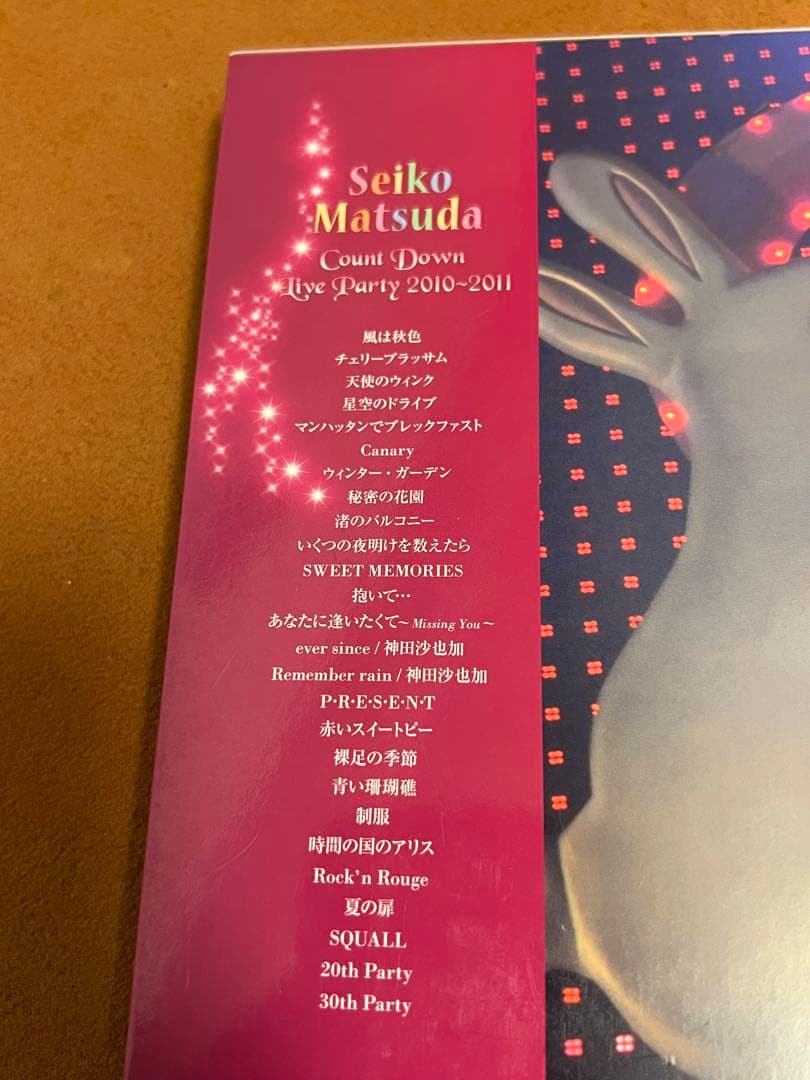 Seiko
Matsuda
Count Down
Live Party 2010~2011
風は秋色
チェリーブラッサム
天使のウィンク
星空のドライブ
マンハッタンでブレックファスト
Canary
ウィンター・ガーデン
秘密の花園
渚のバルコニー
いくつの夜明けを数えたら
SWEET MEMORIES
抱いて…
あなたに逢いたくて～Missing You～
ever since / 神田沙也加
Remember rain / 神田沙也加
P・R・E・S・E・N・T
赤いスイートピー
裸足の季節
青い珊瑚礁
制服
時間の国のアリス
Rock'n Rouge
夏の扉
SQUALL
20th Party
30th Party